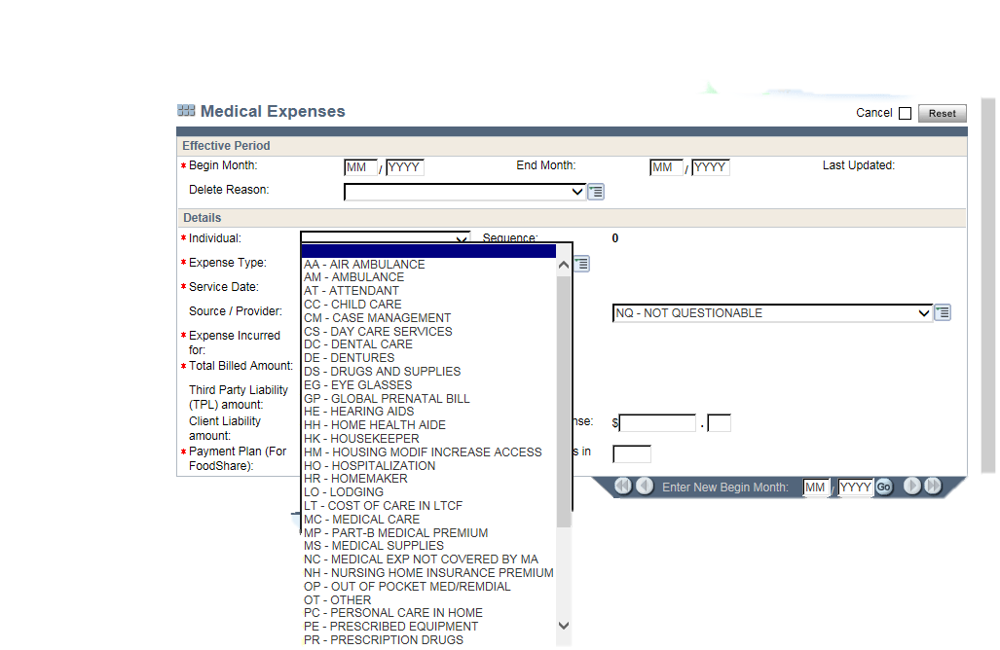 Medical Expenses
Cancel Reset
Effective Period
* Begin Month: MM / YYYY End Month: MM / YYYY Last Updated:
Delete Reason:
Details
* Individual: Sequence: 0
* Expense Type:
* Service Date:
Source / Provider: NQ - NOT QUESTIONABLE
* Expense Incurred
for:
* Total Billed Amount:
Third Party Liability
(TPL) amount:
Client Liability
amount: nse: $ .
* Payment Plan (For
FoodShare): s in
Enter New Begin Month: MM / YYYY Go
AA - AIR AMBULANCE
AM - AMBULANCE
AT - ATTENDANT
CC - CHILD CARE
CM - CASE MANAGEMENT
CS - DAY CARE SERVICES
DC - DENTAL CARE
DE - DENTURES
DS - DRUGS AND SUPPLIES
EG - EYE GLASSES
GP - GLOBAL PRENATAL BILL
HE - HEARING AIDS
HH - HOME HEALTH AIDE
HK - HOUSEKEEPER
HM - HOUSING MODIF INCREASE ACCESS
HO - HOSPITALIZATION
HR - HOMEMAKER
LO - LODGING
LT - COST OF CARE IN LTCF
MC - MEDICAL CARE
MP - PART-B MEDICAL PREMIUM
MS - MEDICAL SUPPLIES
NC - MEDICAL EXP NOT COVERED BY MA
NH - NURSING HOME INSURANCE PREMIUM
OP - OUT OF POCKET MED/REMDIAL
OT - OTHER
PC - PERSONAL CARE IN HOME
PE - PRESCRIBED EQUIPMENT
PR - PRESCRIPTION DRUGS